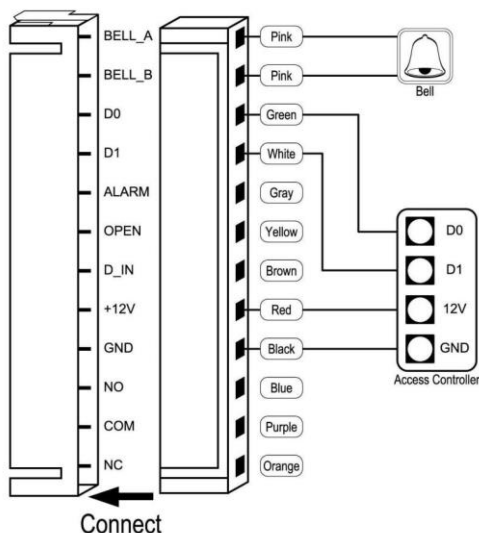 BELL_A
Pink
BELL_B
Pink
Bell
D0
Green
D1
White
ALARM
Gray
OPEN
Yellow
D0
D_IN
Brown
D1
+12V
Red
12V
GND
Black
GND
Access Controller
NO
Blue
COM
Purple
NC
Orange
Connect